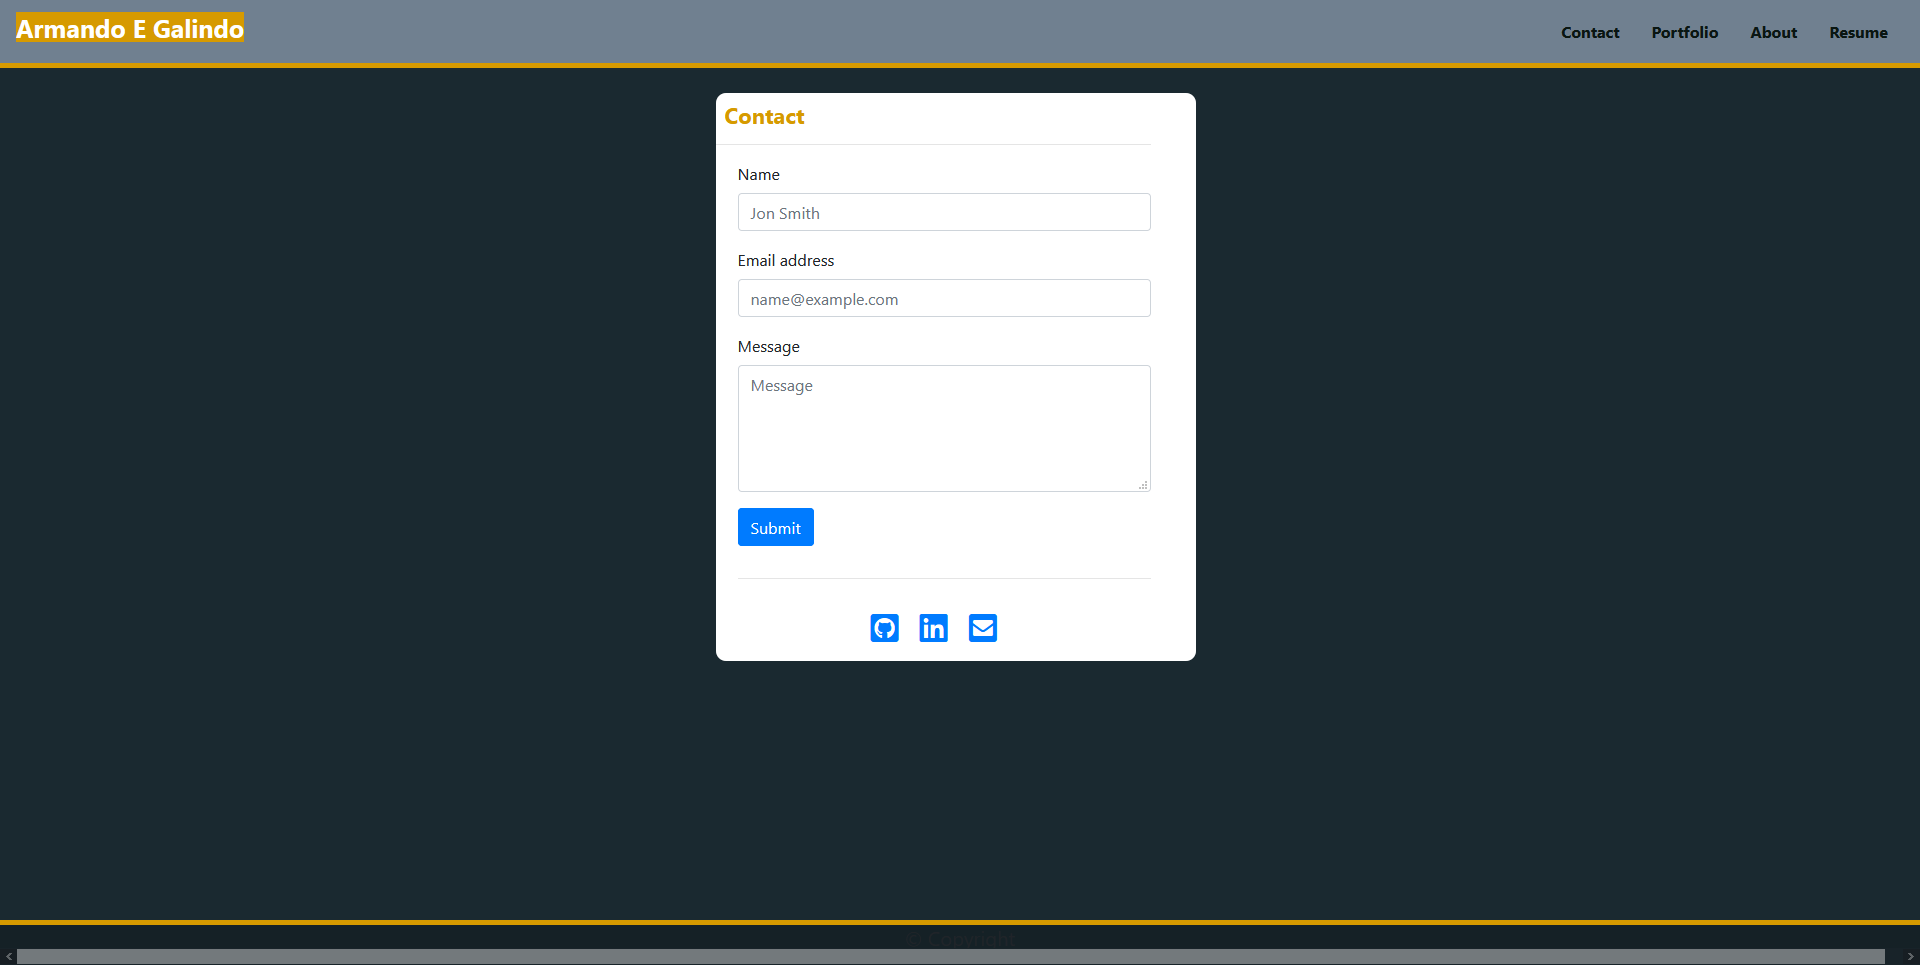 Armando E Galindo
Contact Portfolio About Resume
Contact
Name
Jon Smith
Email address
name@example.com
Message
Message
Submit
in
© Copyright